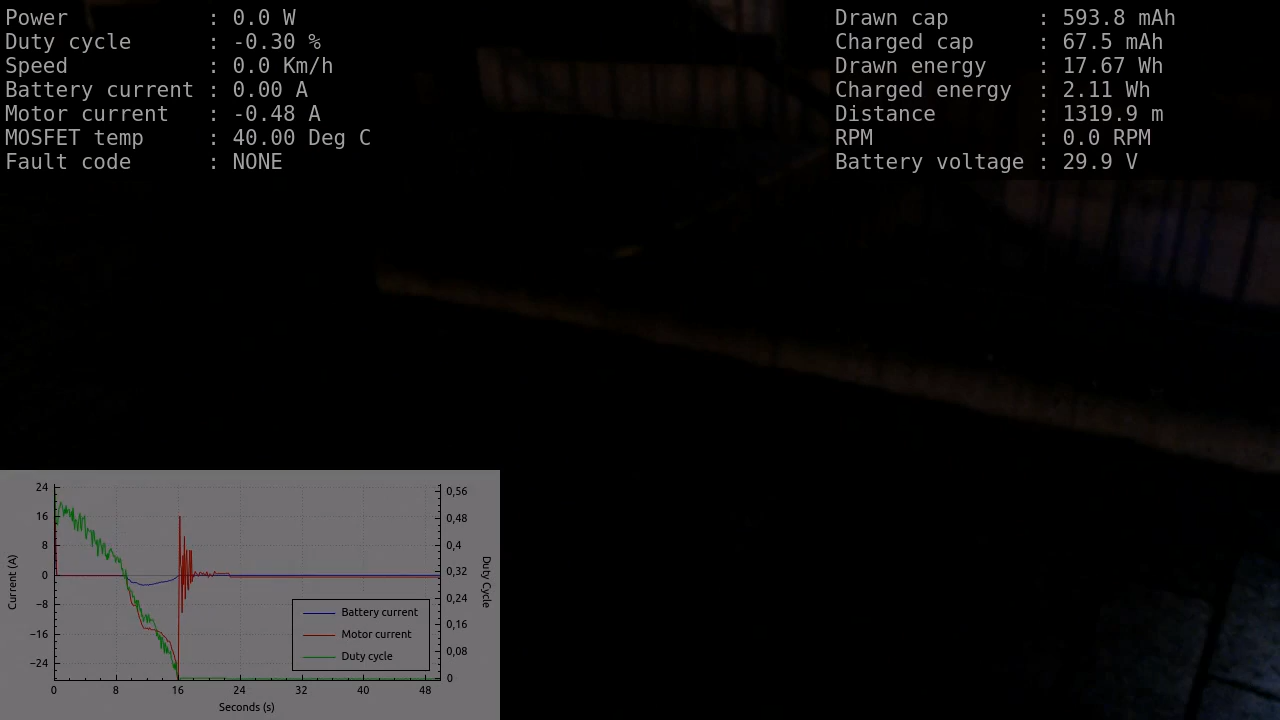 Power : 0.0 W
Duty cycle : -0.30 %
Speed : 0.0 Km/h
Battery current : 0.00 A
Motor current : -0.48 A
MOSFET temp : 40.00 Deg C
Fault code : NONE
Drawn cap : 593.8 mAh
Charged cap : 67.5 mAh
Drawn energy : 17.67 Wh
Charged energy : 2.11 Wh
Distance : 1319.9 m
RPM : 0.0 RPM
Battery voltage : 29.9 V
24
16
8
0
−8
−16
−24
Current (A)
0,56
0,48
0,4
0,32
0,24
0,16
0,08
0
Duty Cycle
Battery current
Motor current
Duty cycle
0 8 16 24 32 40 48
Seconds (s)